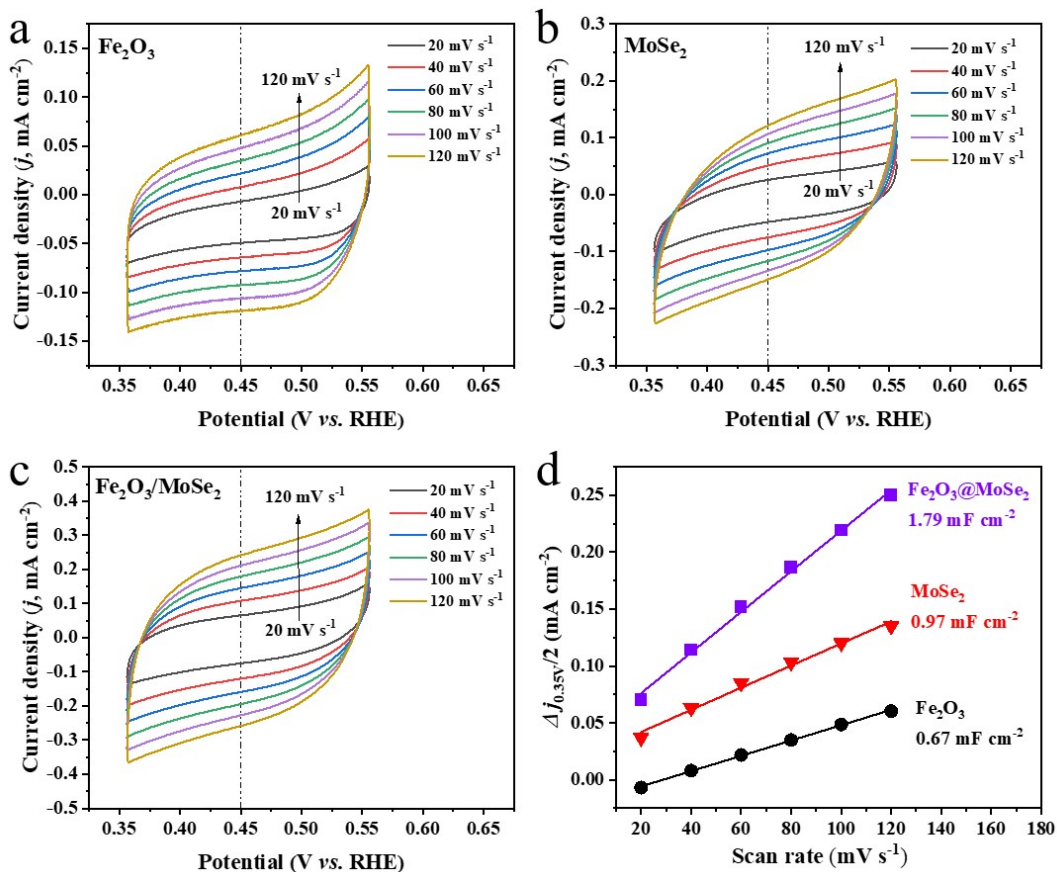 a
Fe₂O₃
120 mV s⁻¹
20 mV s⁻¹
20 mV s⁻¹
40 mV s⁻¹
60 mV s⁻¹
80 mV s⁻¹
100 mV s⁻¹
120 mV s⁻¹
0.15
0.10
0.05
0.00
-0.05
-0.10
-0.15
Current density (j, mA cm⁻²)
0.35 0.40 0.45 0.50 0.55 0.60 0.65
Potential (V vs. RHE)
b
MoSe₂
120 mV s⁻¹
20 mV s⁻¹
20 mV s⁻¹
40 mV s⁻¹
60 mV s⁻¹
80 mV s⁻¹
100 mV s⁻¹
120 mV s⁻¹
0.3
0.2
0.1
0.0
-0.1
-0.2
-0.3
Current density (j, mA cm⁻²)
0.35 0.40 0.45 0.50 0.55 0.60 0.65
Potential (V vs. RHE)
c
Fe₂O₃/MoSe₂
120 mV s⁻¹
20 mV s⁻¹
20 mV s⁻¹
40 mV s⁻¹
60 mV s⁻¹
80 mV s⁻¹
100 mV s⁻¹
120 mV s⁻¹
0.5
0.4
0.3
0.2
0.1
0.0
-0.1
-0.2
-0.3
-0.4
-0.5
Current density (j, mA cm⁻²)
0.35 0.40 0.45 0.50 0.55 0.60 0.65
Potential (V vs. RHE)
d
Fe₂O₃@MoSe₂
1.79 mF cm⁻²
MoSe₂
0.97 mF cm⁻²
Fe₂O₃
0.67 mF cm⁻²
0.25
0.20
0.15
0.10
0.05
0.00
Δj₀.₃₅V/2 (mA cm⁻²)
20 40 60 80 100 120 140 160 180
Scan rate (mV s⁻¹)